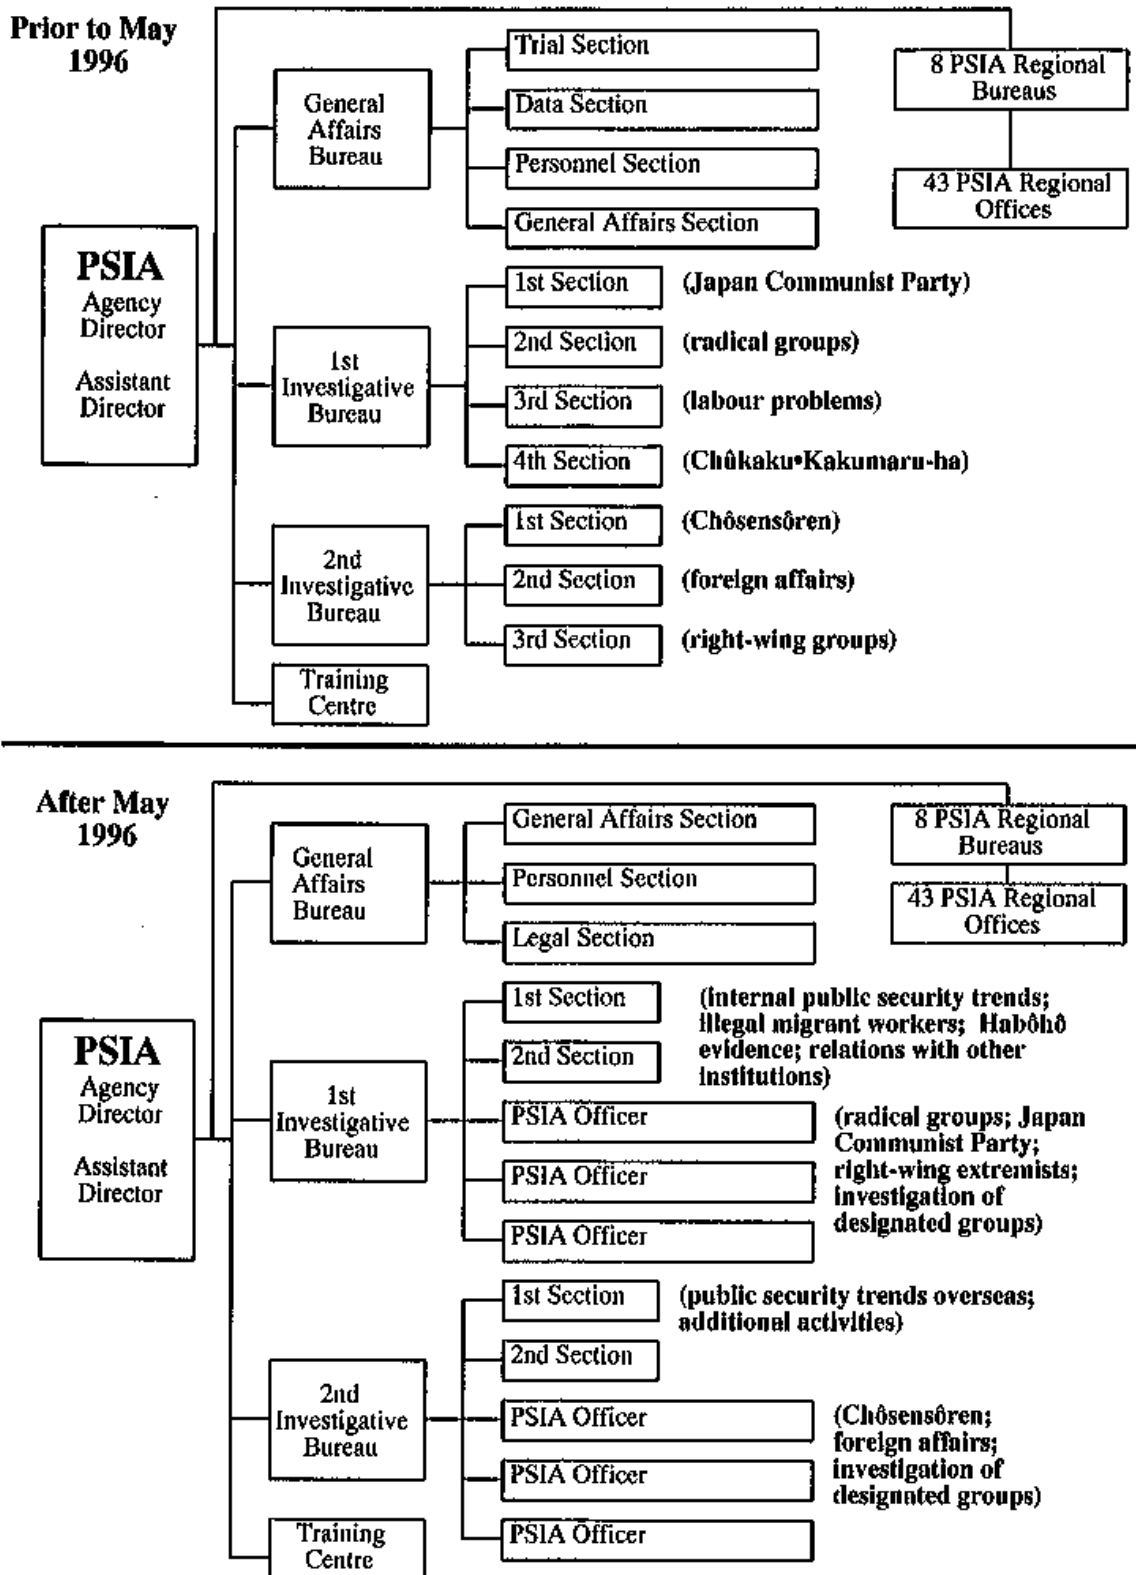 Prior to May
1996
PSIA
Agency
Director
Assistant
Director
General
Affairs
Bureau
Trial Section
Data Section
Personnel Section
General Affairs Section
8 PSIA Regional
Bureaus
43 PSIA Regional
Offices
1st
Investigative
Bureau
1st Section
(Japan Communist Party)
2nd Section
(radical groups)
3rd Section
(labour problems)
4th Section
(Chûkaku•Kakumaru-ha)
2nd
Investigative
Bureau
1st Section
(Chôsensôren)
2nd Section
(foreign affairs)
3rd Section
(right-wing groups)
Training
Centre
After May
1996
PSIA
Agency
Director
Assistant
Director
General
Affairs
Bureau
General Affairs Section
Personnel Section
Legal Section
8 PSIA Regional
Bureaus
43 PSIA Regional
Offices
1st
Investigative
Bureau
1st Section
2nd Section
(internal public security trends;
illegal migrant workers; Habôhô
evidence; relations with other
institutions)
PSIA Officer
PSIA Officer
PSIA Officer
(radical groups; Japan
Communist Party;
right-wing extremists;
investigation of
designated groups)
2nd
Investigative
Bureau
1st Section
(public security trends overseas;
additional activities)
2nd Section
PSIA Officer
PSIA Officer
PSIA Officer
(Chôsensôren;
foreign affairs;
investigation of
designated groups)
Training
Centre